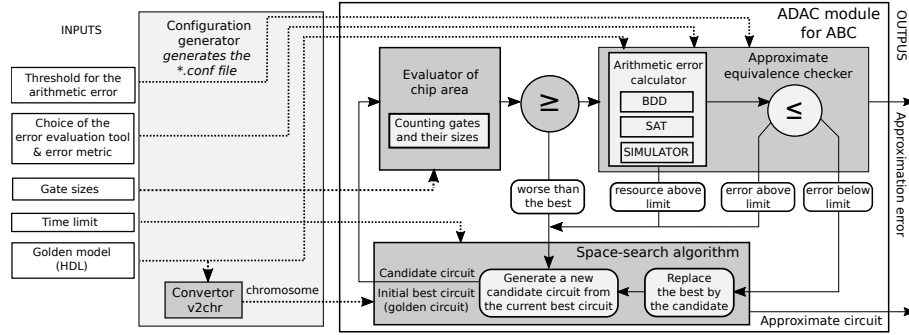 INPUTS
Configuration
generator
generates the
*.conf file
ADAC module
for ABC
OUTPUS
Threshold for the
arithmetic error
Choice of the
error evaluation tool
& error metric
Gate sizes
Time limit
Golden model
(HDL)
Convertor
v2chr
chromosome
Evaluator of
chip area
Counting gates
and their sizes
≥
Arithmetic error
calculator
BDD
SAT
SIMULATOR
Approximate
equivalence checker
≤
worse than
the best
resource above
limit
error above
limit
error below
limit
Approximation error
Space-search algorithm
Candidate circuit
Initial best circuit
(golden circuit)
Generate a new
candidate circuit from
the current best circuit
Replace
the best by
the candidate
Approximate circuit